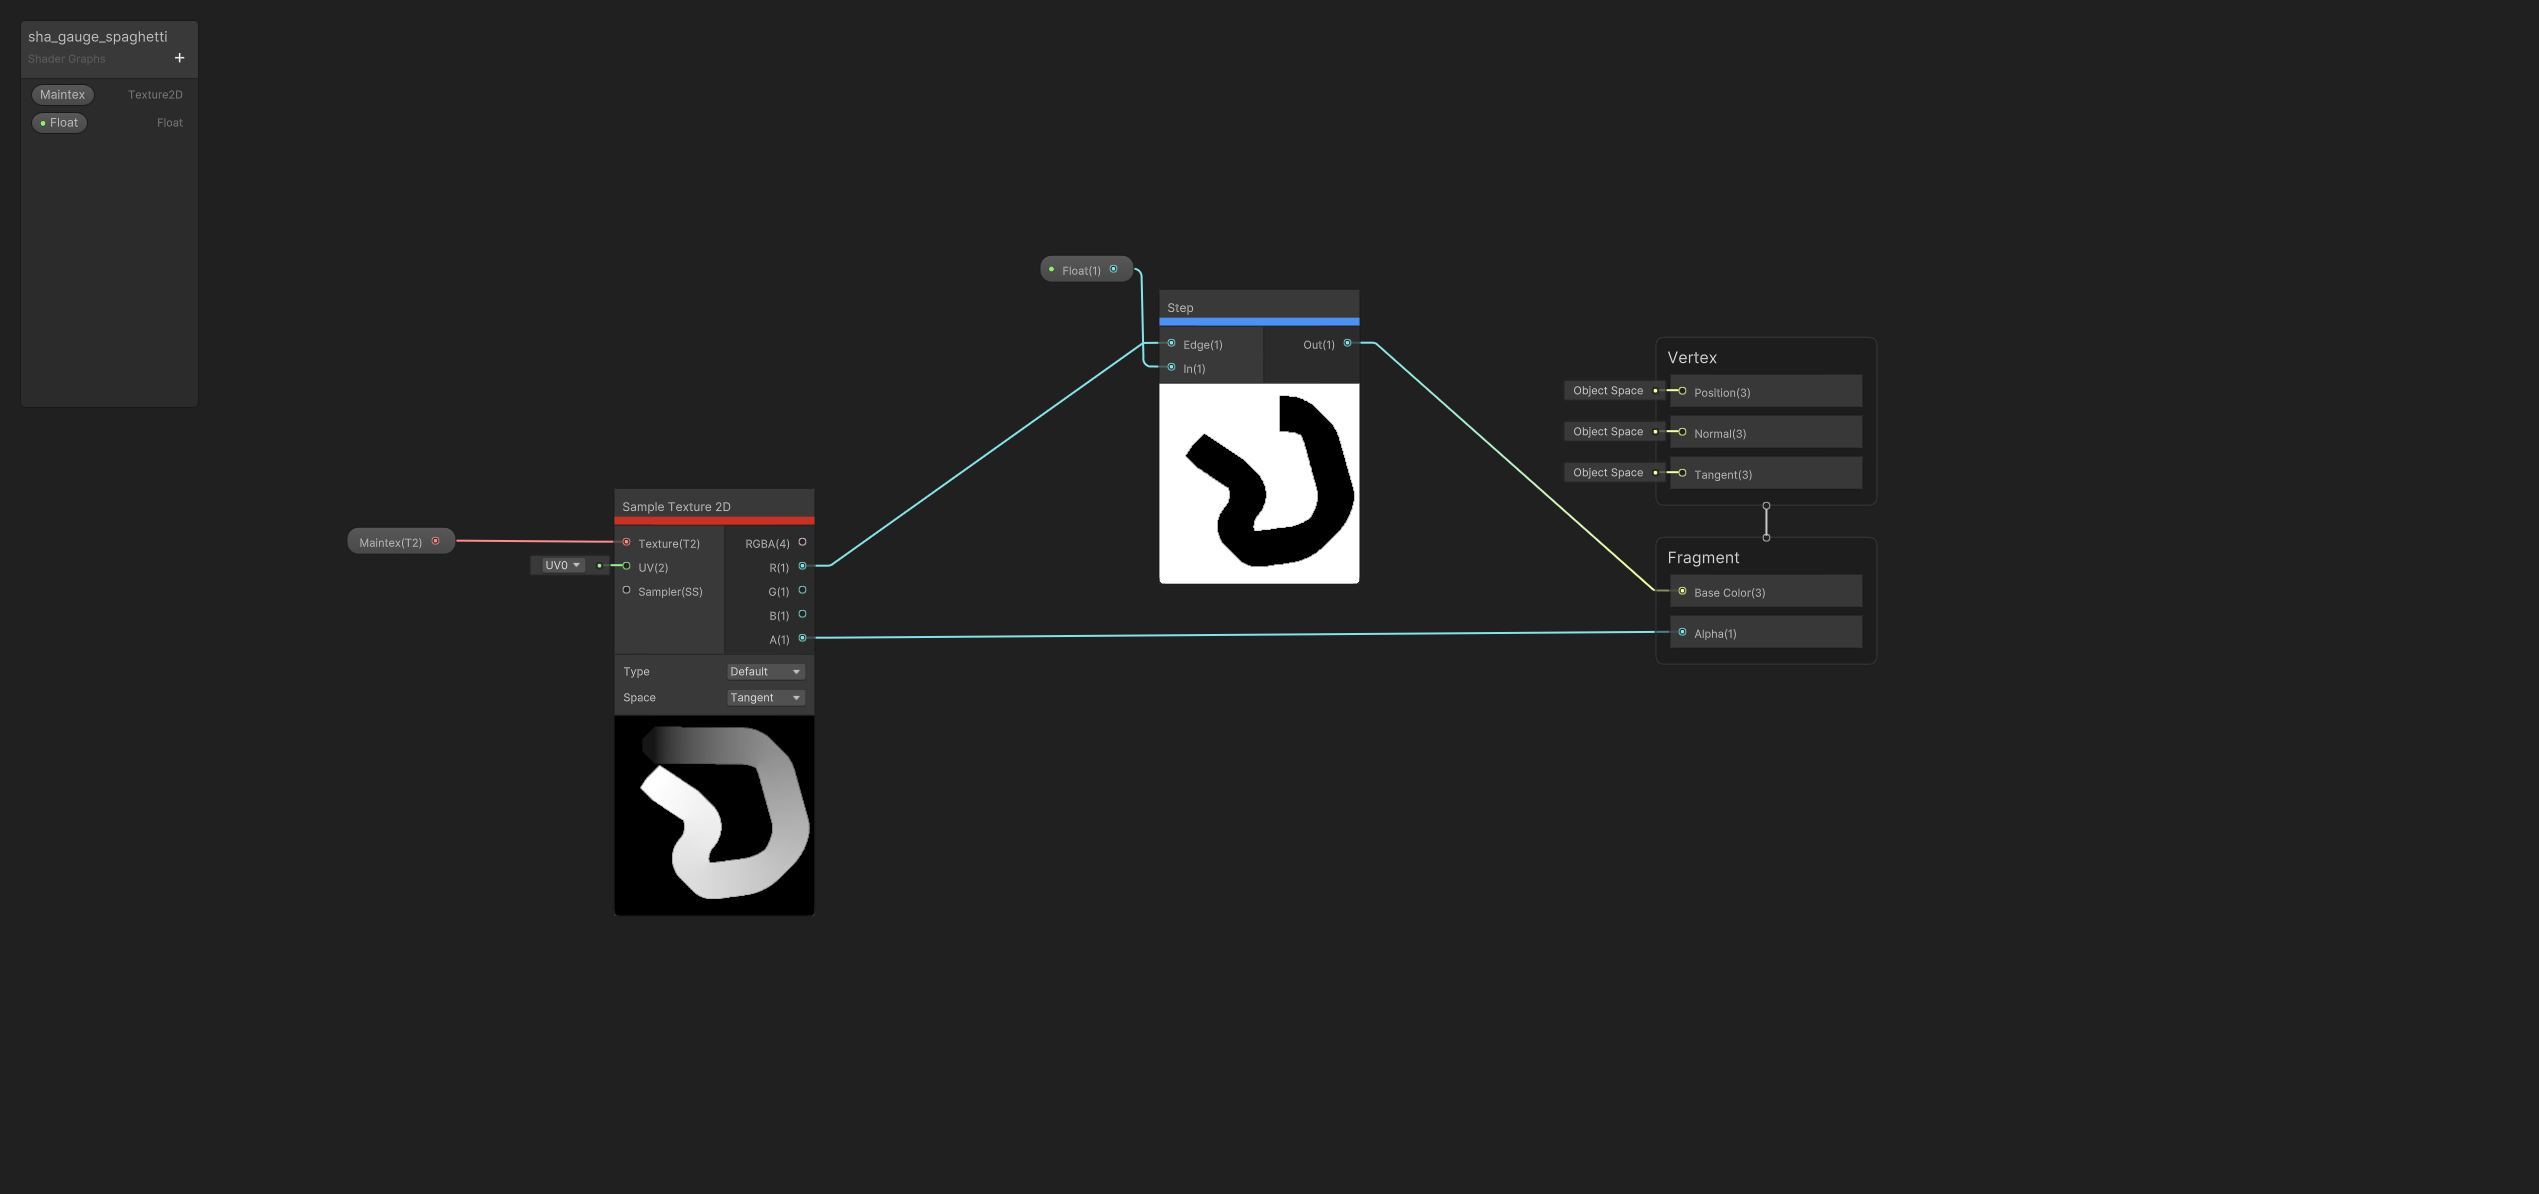 sha_gauge_spaghetti
Shader Graphs
+
Maintex Texture2D
Float Float
Float(1)
Step
Edge(1) Out(1)
In(1)
Vertex
Object Space Position(3)
Object Space Normal(3)
Object Space Tangent(3)
Fragment
Base Color(3)
Alpha(1)
Maintex(T2)
UV0
Sample Texture 2D
Texture(T2) RGBA(4)
UV(2) R(1)
Sampler(SS) G(1)
B(1)
A(1)
Type Default
Space Tangent